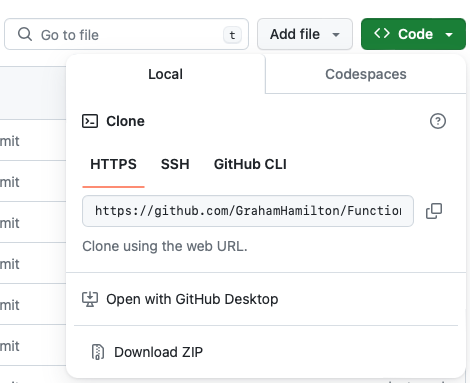 Go to file t Add file Code
Local Codespaces
Clone
mit
HTTPS SSH GitHub CLI
mit
https://github.com/GrahamHamilton/Function
mit
Clone using the web URL.
mit
Open with GitHub Desktop
mit
Download ZIP
mit